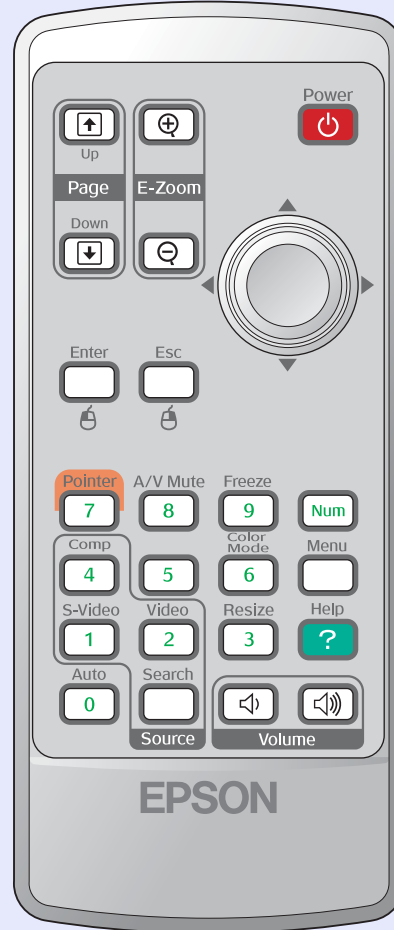 Power
Up
Page E-Zoom
Down
Enter Esc
Pointer A/V Mute Freeze
7 8 9 Num
Comp Color Mode Menu
4 5 6
S-Video Video Resize Help
1 2 3 ?
Auto Search
0
Source Volume
EPSON